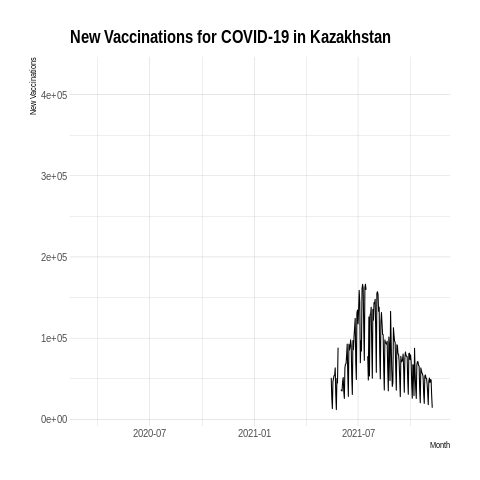 New Vaccinations for COVID-19 in Kazakhstan
New Vaccinations
4e+05
3e+05
2e+05
1e+05
0e+00
2020-07
2021-01
2021-07
Month